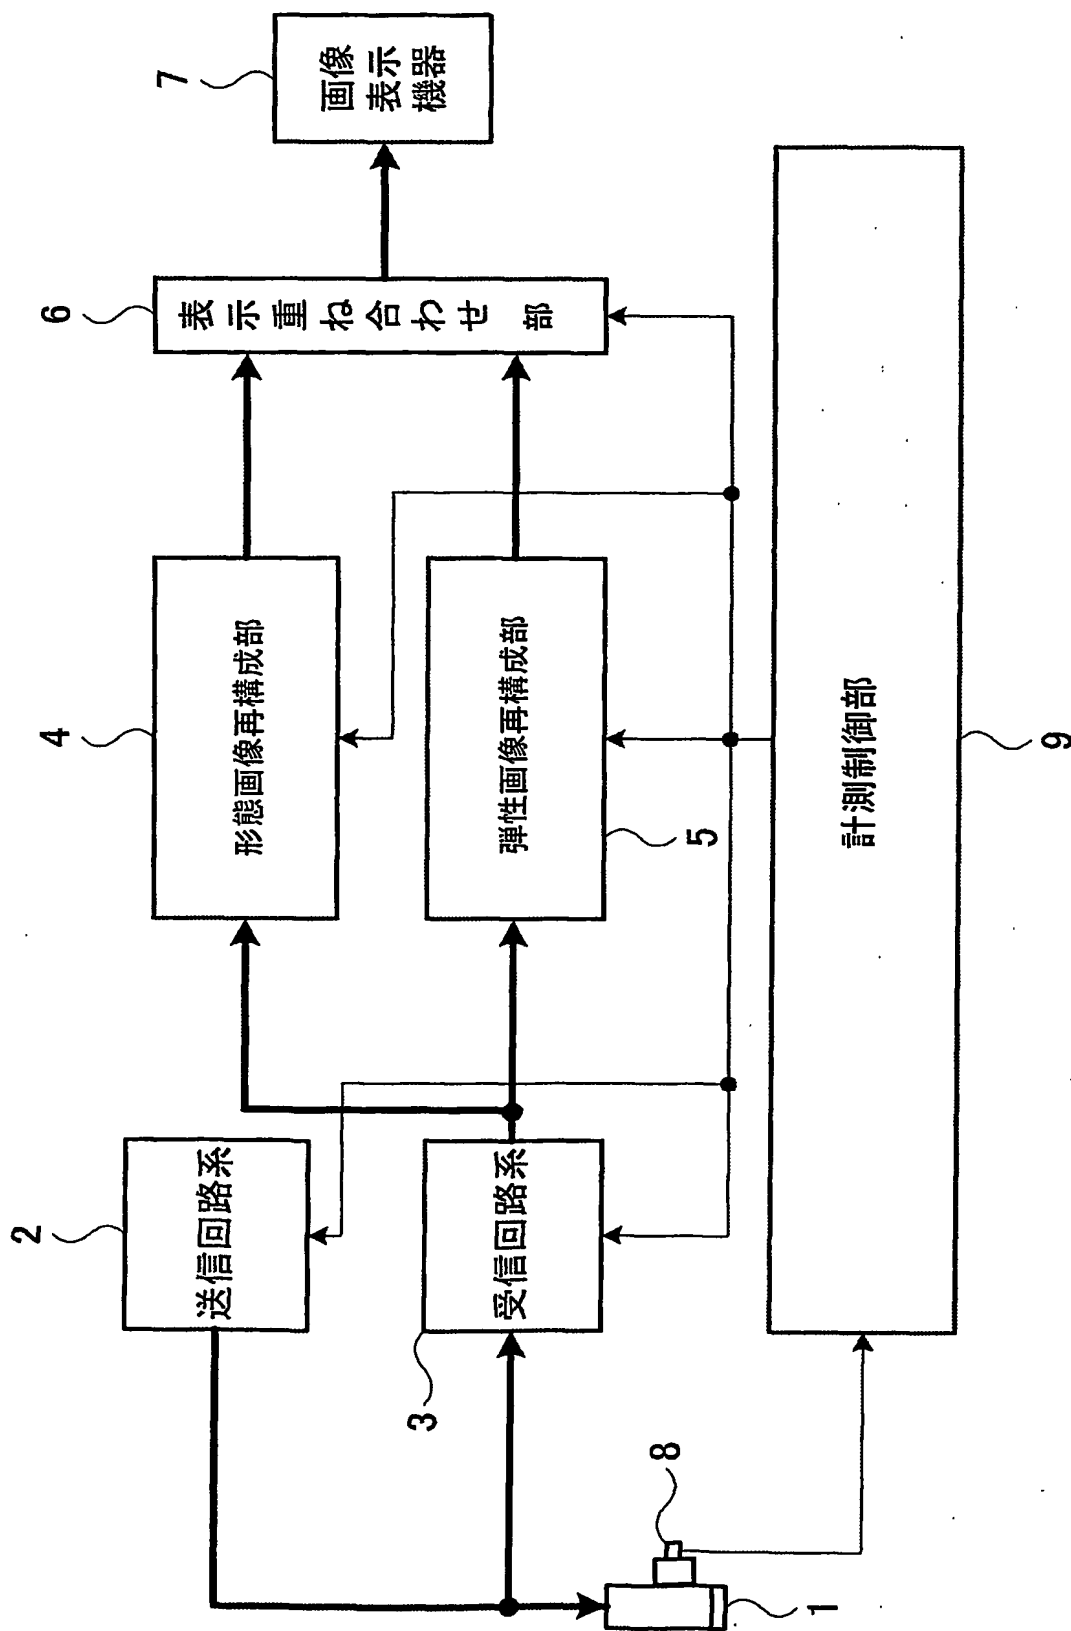 1
2
送信回路系
3
受信回路系
4
形態画像再構成部
5
弾性画像再構成部
6
表示重ね合わせ部
7
画像
表示
機器
8
9
計測制御部